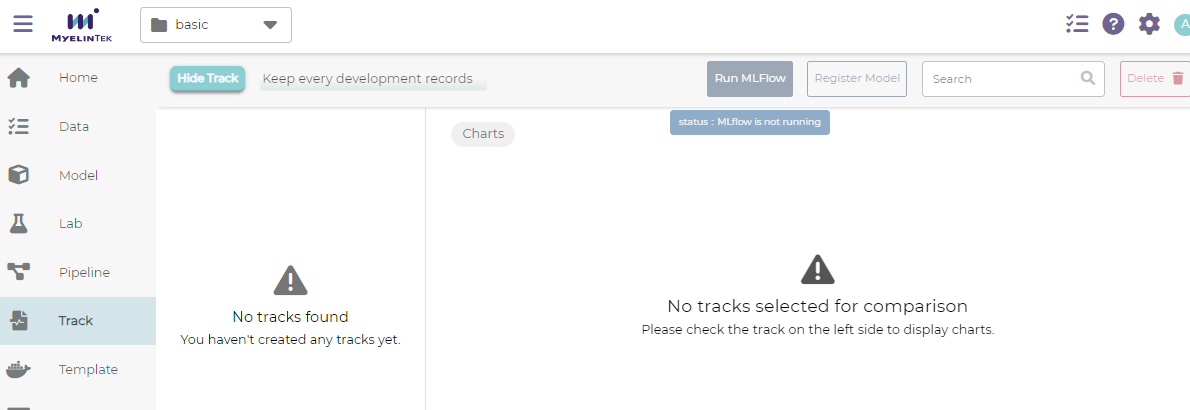 MYELINTEK
basic
?
A
Home
Data
Model
Lab
Pipeline
Track
Template
Hide Track
Keep every development records
Run MLFlow
Register Model
Search
Delete
status : MLflow is not running
Charts
No tracks found
You haven't created any tracks yet.
No tracks selected for comparison
Please check the track on the left side to display charts.